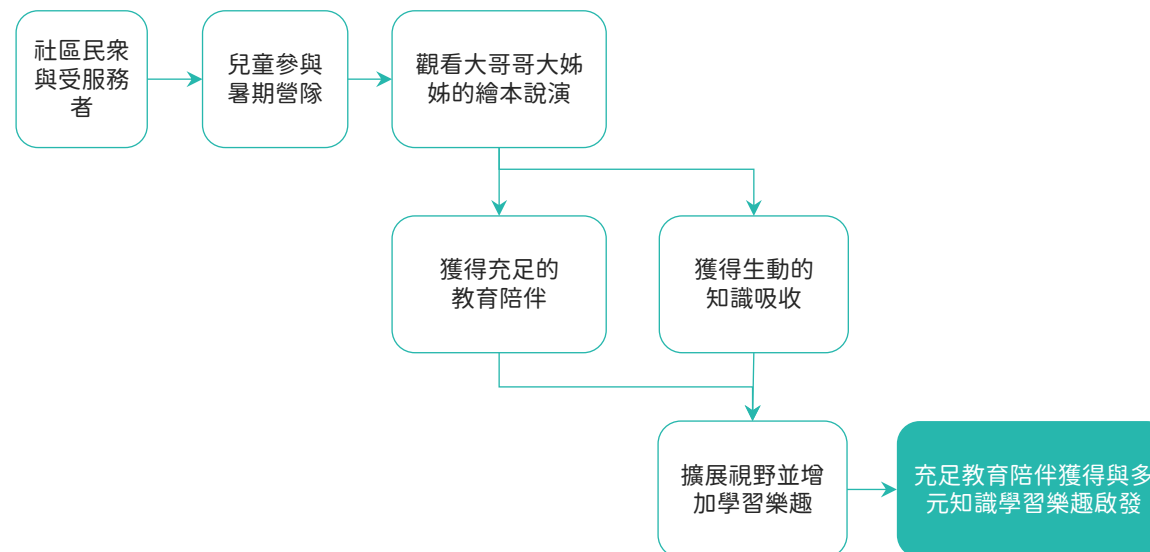 社區民眾
與受服務
者
兒童參與
暑期營隊
觀看大哥哥大姊
姊的繪本說演
獲得充足的
教育陪伴
獲得生動的
知識吸收
擴展視野並增
加學習樂趣
充足教育陪伴獲得與多
元知識學習樂趣啟發